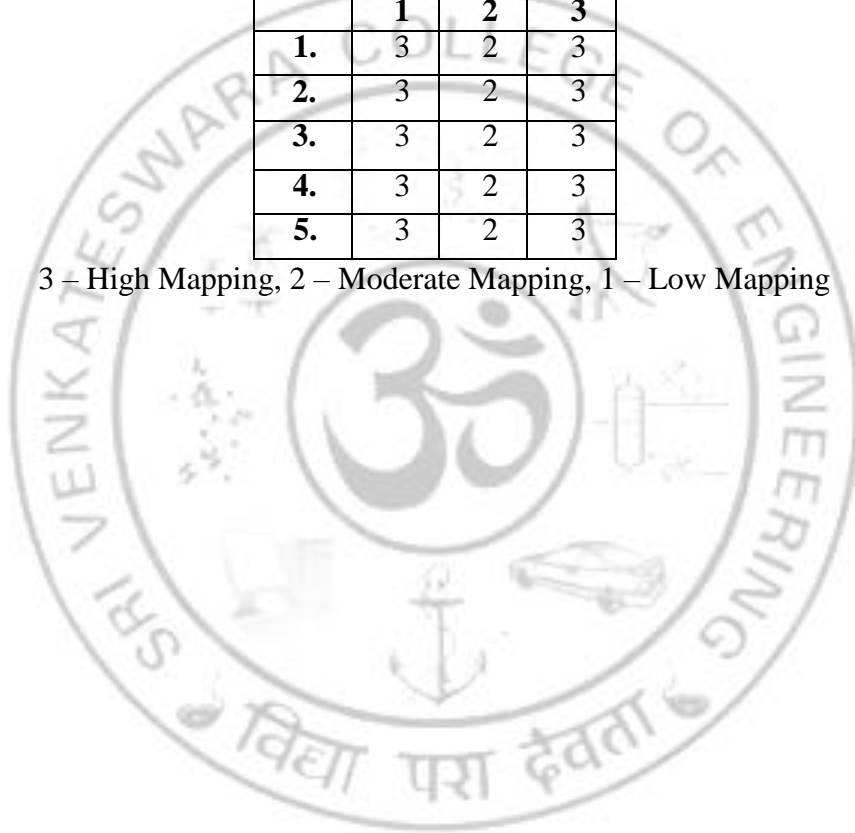 1 2 3
1. 3 2 3
2. 3 2 3
3. 3 2 3
4. 3 2 3
5. 3 2 3
3 – High Mapping, 2 – Moderate Mapping, 1 – Low Mapping
SRI VENKATESWARA COLLEGE OF ENGINEERING
ॐ
विद्या परा देवता